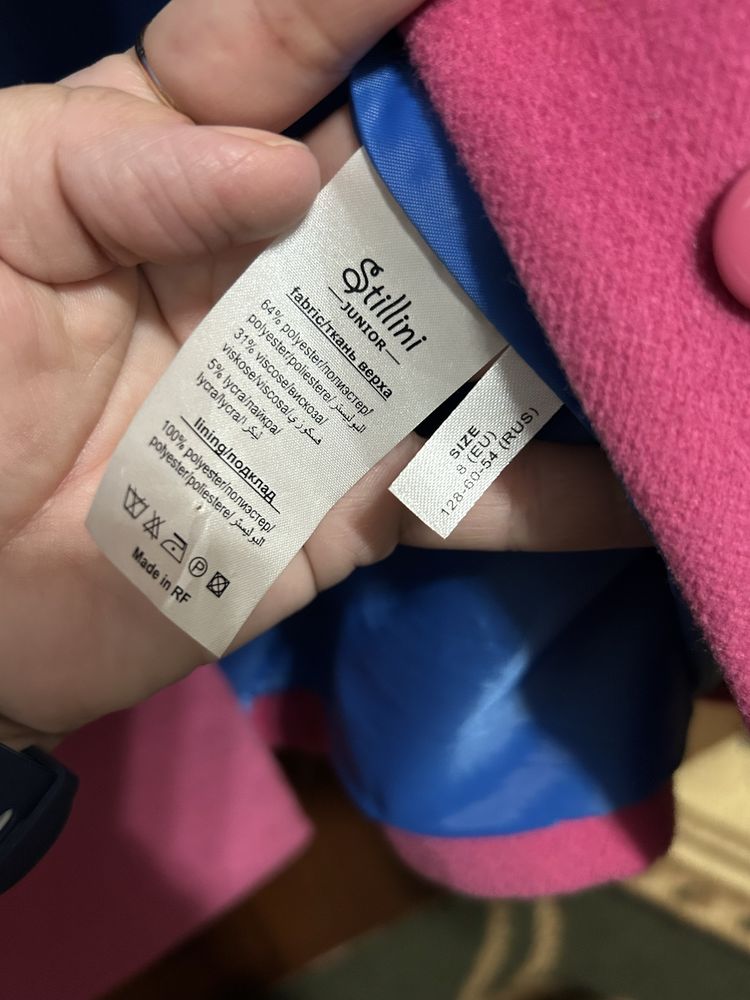 Stillini
JUNIOR
fabric/ткань верха
64% polyester/полиэстер/
polyester/poliestere/البوليستر/
31% viscose/вискоза/
viskose/viscosa/فيسكوزي/
5% lycra/лайкра/
lycra/lycra/ليكرا/
lining/подклад
100% polyester/полиэстер/
polyester/poliestere/البوليستر/
P
Made in RF
SIZE
8 (EU)
128-60-54 (RUS)